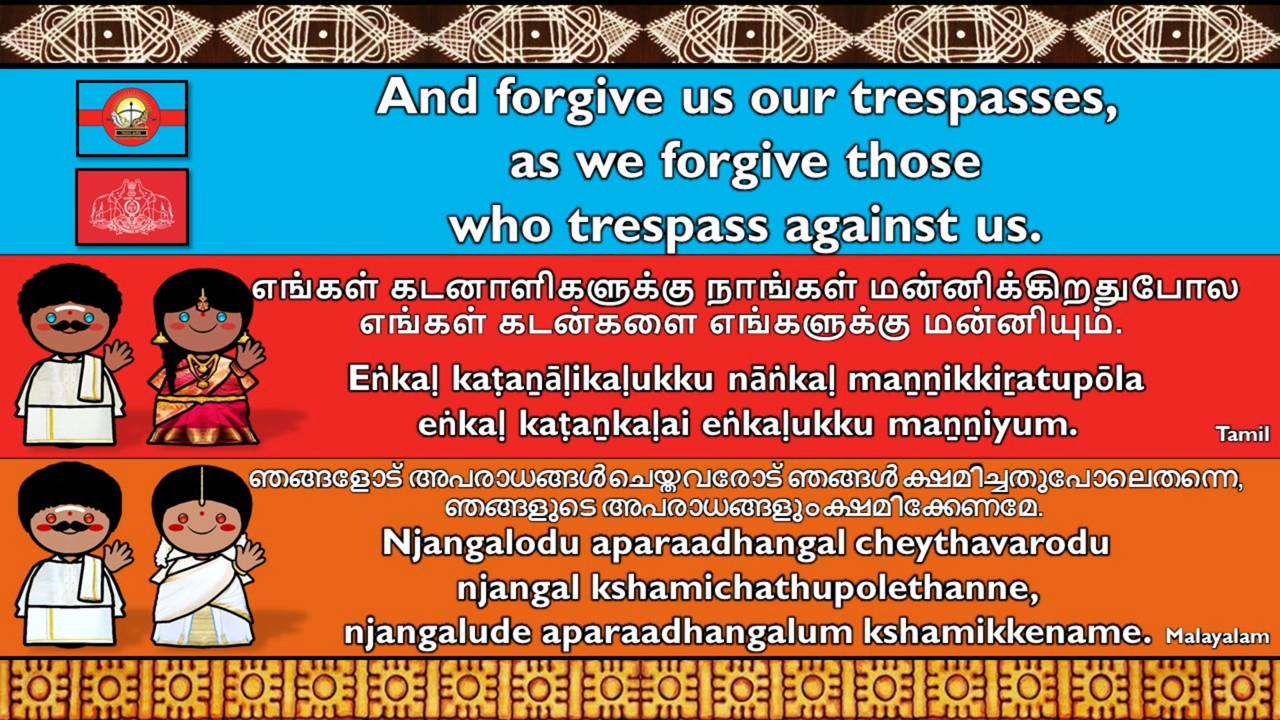 And forgive us our trespasses,
as we forgive those
who trespass against us.
எங்கள் கடனாளிகளுக்கு நாங்கள் மன்னிக்கிறதுபோல
எங்கள் கடன்களை எங்களுக்கு மன்னியும்.
Eṅkaḷ kaṭaṉāḷikaḷukku nāṅkaḷ maṉṉikkiṟatupōla
eṅkaḷ kaṭaṉkaḷai eṅkaḷukku maṉṉiyum.
Tamil
ഞങ്ങളോട് അപരാധങ്ങൾ ചെയ്തവരോട് ഞങ്ങൾ ക്ഷമിച്ചതുപോലെതന്നെ,
ഞങ്ങളുടെ അപരാധങ്ങളും ക്ഷമിക്കേണമേ.
Njangalodu aparaadhangal cheythavarodu
njangal kshamichathupolethanne,
njangalude aparaadhangalum kshamikkename.
Malayalam